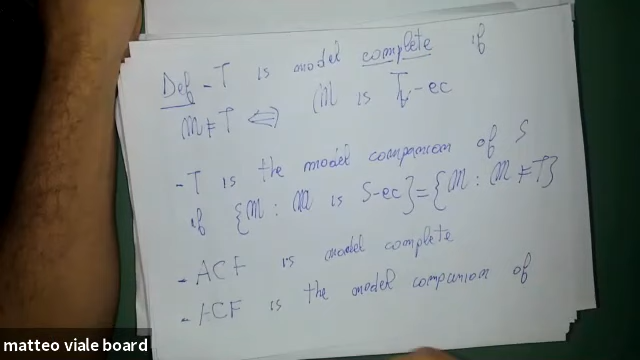 Def - T is model complete if
M ⊨ T ⇔ M is T∀-ec
- T is the model companion of S
if {M : M is S-ec} = {M : M ⊨ T}
- ACF is model complete
- ACF is the model companion of
matteo viale board